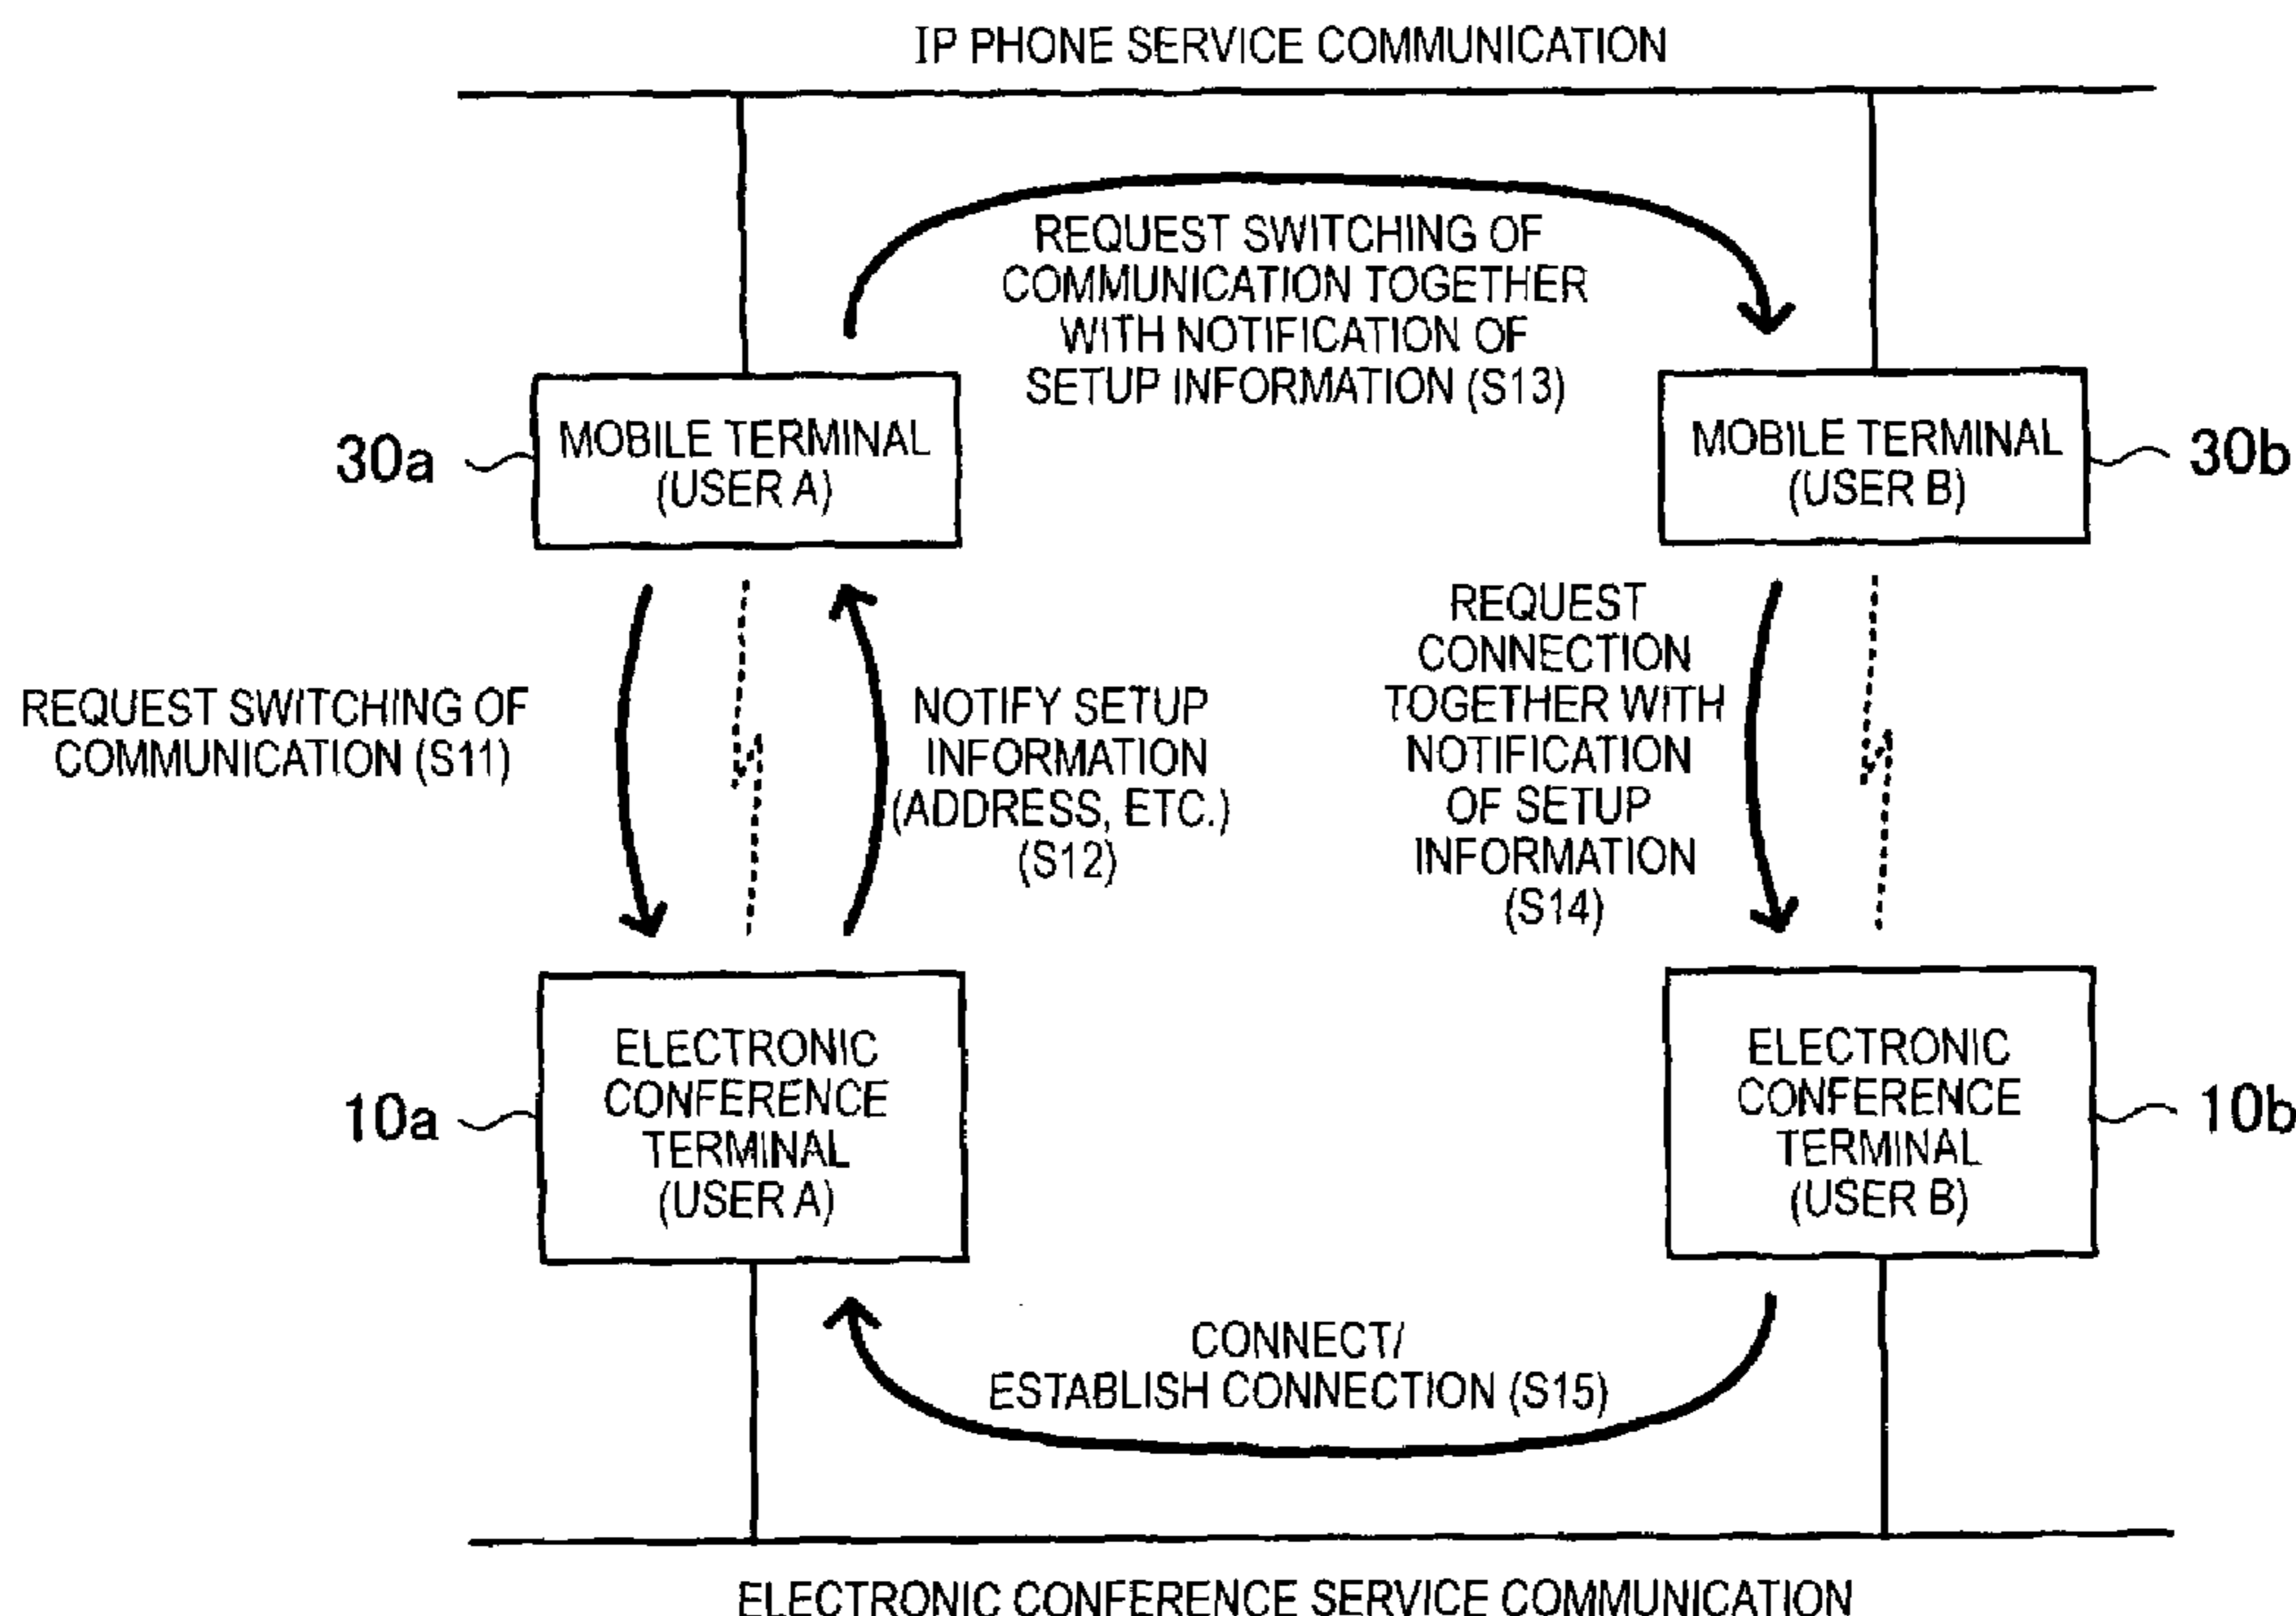 IP PHONE SERVICE COMMUNICATION
REQUEST SWITCHING OF
COMMUNICATION TOGETHER
WITH NOTIFICATION OF
SETUP INFORMATION (S13)
30a
MOBILE TERMINAL
(USER A)
MOBILE TERMINAL
(USER B)
30b
REQUEST SWITCHING OF
COMMUNICATION (S11)
NOTIFY SETUP
INFORMATION
(ADDRESS, ETC.)
(S12)
REQUEST
CONNECTION
TOGETHER WITH
NOTIFICATION
OF SETUP
INFORMATION
(S14)
10a
ELECTRONIC
CONFERENCE
TERMINAL
(USER A)
ELECTRONIC
CONFERENCE
TERMINAL
(USER B)
10b
CONNECT/
ESTABLISH CONNECTION (S15)
ELECTRONIC CONFERENCE SERVICE COMMUNICATION